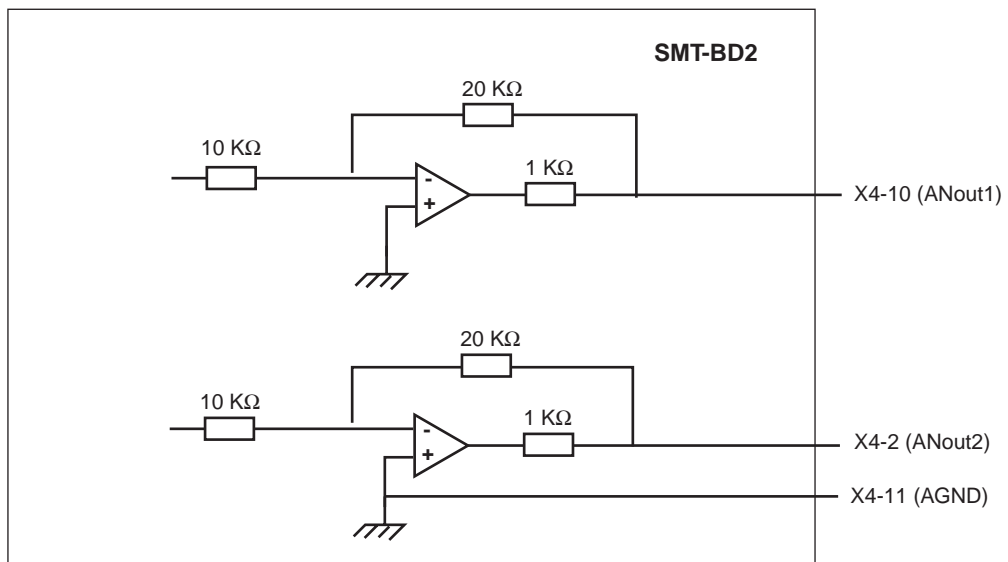 SMT-BD2
20 KΩ
10 KΩ
1 KΩ
-
+
X4-10 (ANout1)
20 KΩ
10 KΩ
1 KΩ
-
+
X4-2 (ANout2)
X4-11 (AGND)